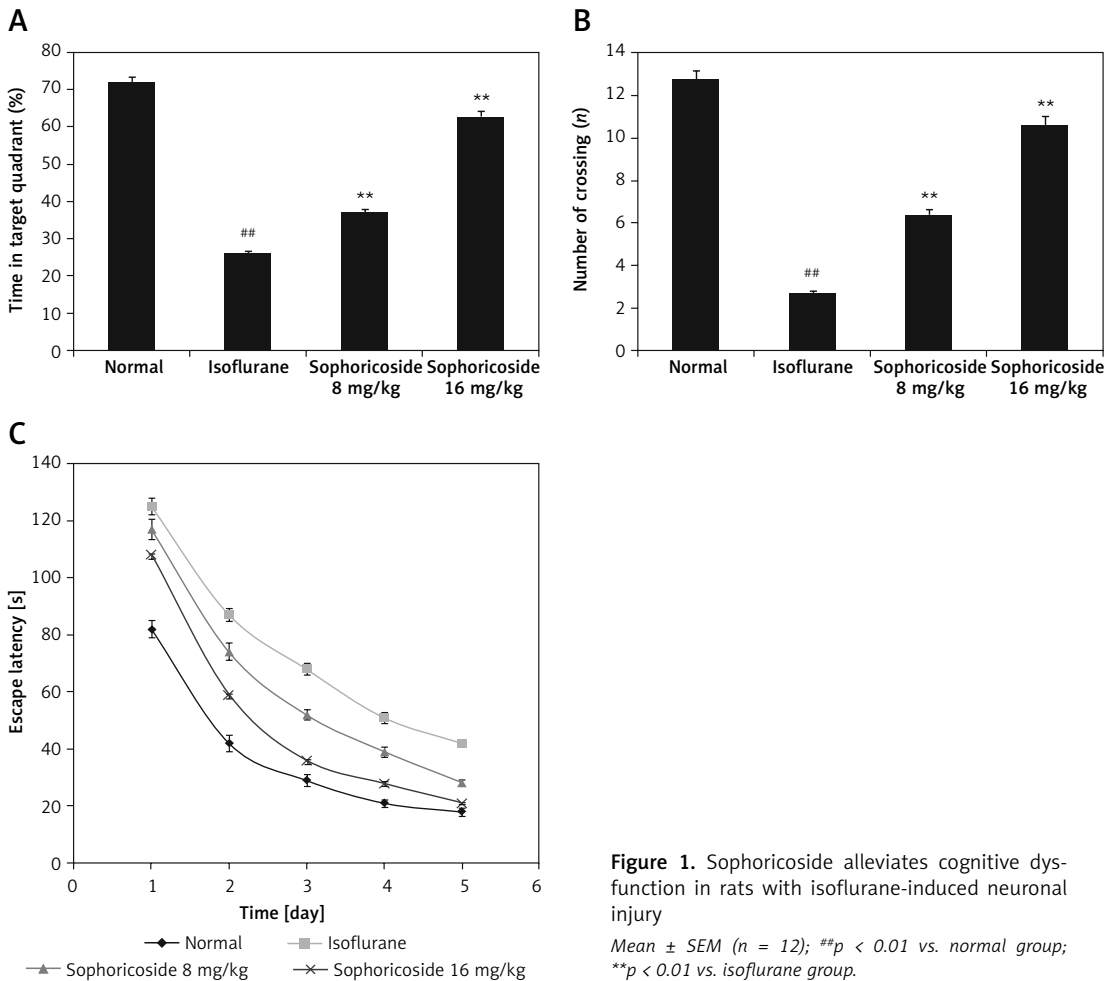 A
Time in target quadrant (%)
80
70
60
50
40
30
20
10
0
##
**
**
Normal
Isoflurane
Sophoricoside
8 mg/kg
Sophoricoside
16 mg/kg
B
Number of crossing (n)
14
12
10
8
6
4
2
0
##
**
**
Normal
Isoflurane
Sophoricoside
8 mg/kg
Sophoricoside
16 mg/kg
C
Escape latency [s]
140
120
100
80
60
40
20
0
0 1 2 3 4 5 6
Time [day]
Normal Isoflurane
Sophoricoside 8 mg/kg Sophoricoside 16 mg/kg
Figure 1. Sophoricoside alleviates cognitive dys-
function in rats with isoflurane-induced neuronal
injury
Mean ± SEM (n = 12); ##p < 0.01 vs. normal group;
**p < 0.01 vs. isoflurane group.